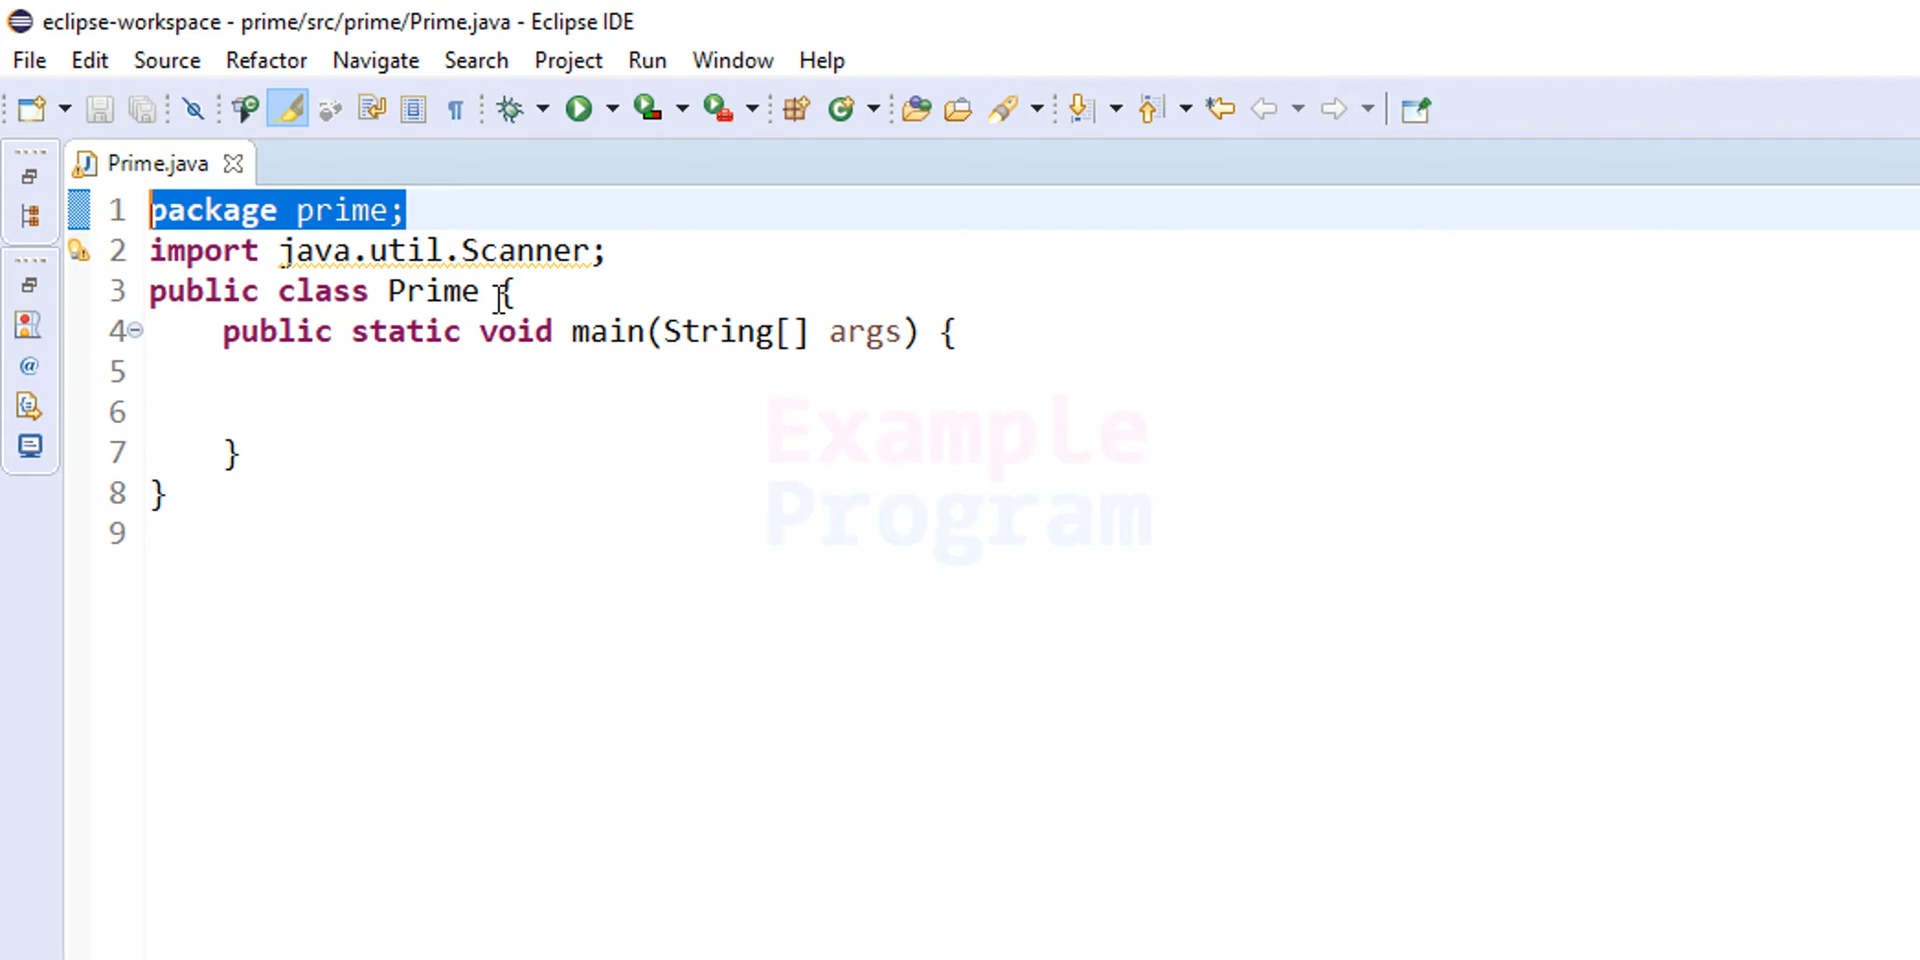 eclipse-workspace - prime/src/prime/Prime.java - Eclipse IDE
File Edit Source Refactor Navigate Search Project Run Window Help
Prime.java
1 package prime;
2 import java.util.Scanner;
3 public class Prime {
4 public static void main(String[] args) {
5
6
7 }
8 }
9
Example
Program